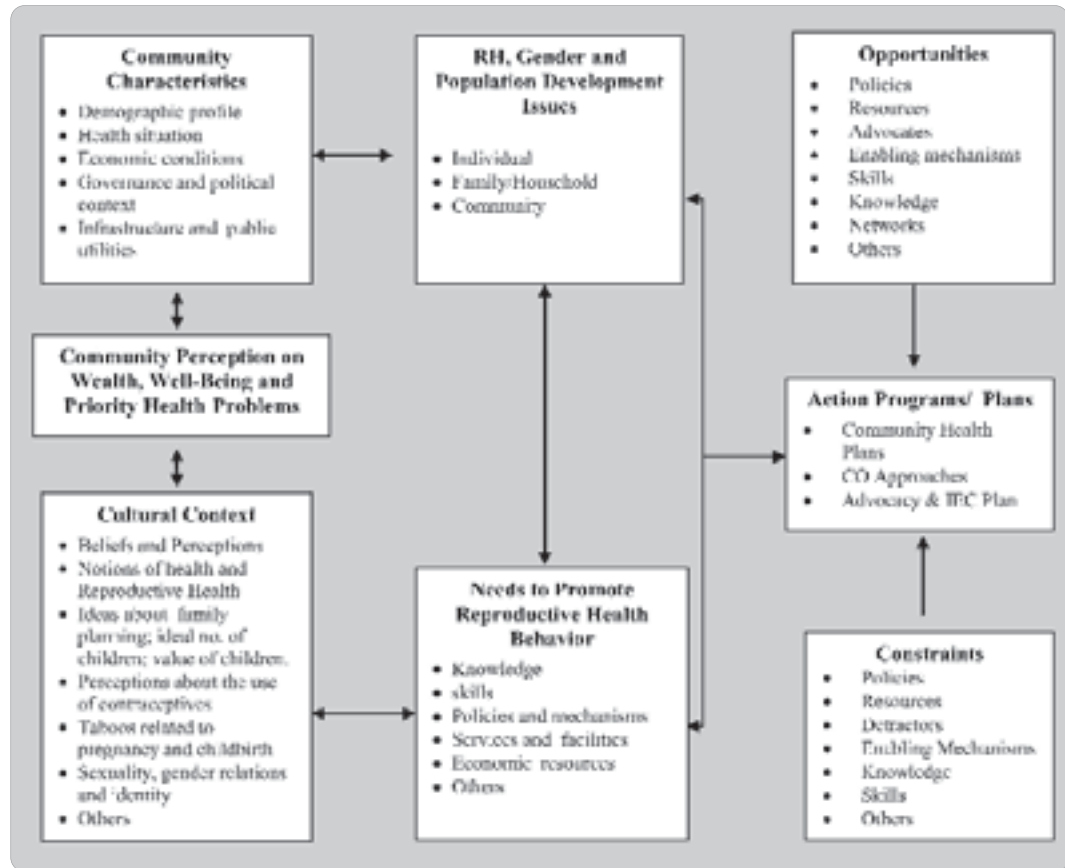 Community
Characteristics
• Demographic profile
• Health situation
• Economic conditions
• Governance and political
context
• Infrastructure and public
utilities
Community Perception on
Wealth, Well-Being and
Priority Health Problems
Cultural Context
• Beliefs and Perceptions
• Notions of health and
Reproductive Health
• Ideas about family
planning; ideal no. of
children; value of children.
• Perceptions about the use
of contraceptives
• Taboos related to
pregnancy and childbirth
• Sexuality, gender relations
and identity
• Others
RH, Gender and
Population Development
Issues
• Individual
• Family/Household
• Community
Needs to Promote
Reproductive Health
Behavior
• Knowledge
• skills
• Policies and mechanisms
• Services and facilities
• Economic resources
• Others
Opportunities
• Policies
• Resources
• Advocates
• Enabling mechanisms
• Skills
• Knowledge
• Networks
• Others
Action Programs/ Plans
• Community Health
Plans
• CO Approaches
• Advocacy & IEC Plan
Constraints
• Policies
• Resources
• Detractors
• Enabling Mechanisms
• Knowledge
• Skills
• Others